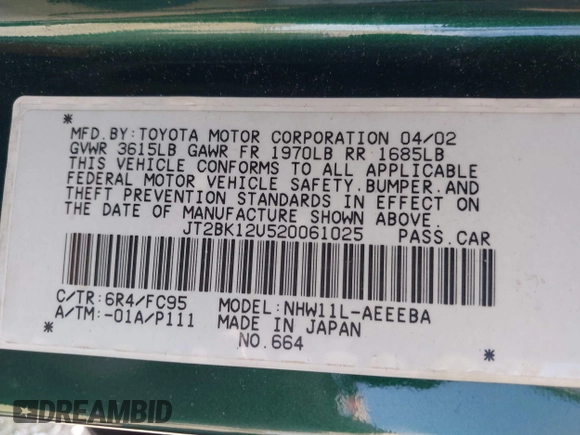 MFD.BY:TOYOTA MOTOR CORPORATION 04/02
GVWR 3615LB GAWR FR 1970LB RR 1685LB
THIS VEHICLE CONFORMS TO ALL APPLICABLE
FEDERAL MOTOR VEHICLE SAFETY,BUMPER,AND
THEFT PREVENTION STANDARDS IN EFFECT ON
THE DATE OF MANUFACTURE SHOWN ABOVE.
JT2BK12U520061025 PASS.CAR
C/TR:6R4/FC95 MODEL:NHW11L-AEEEBA
A/TM:-01A/P111 MADE IN JAPAN
NO.664
DREAMBID